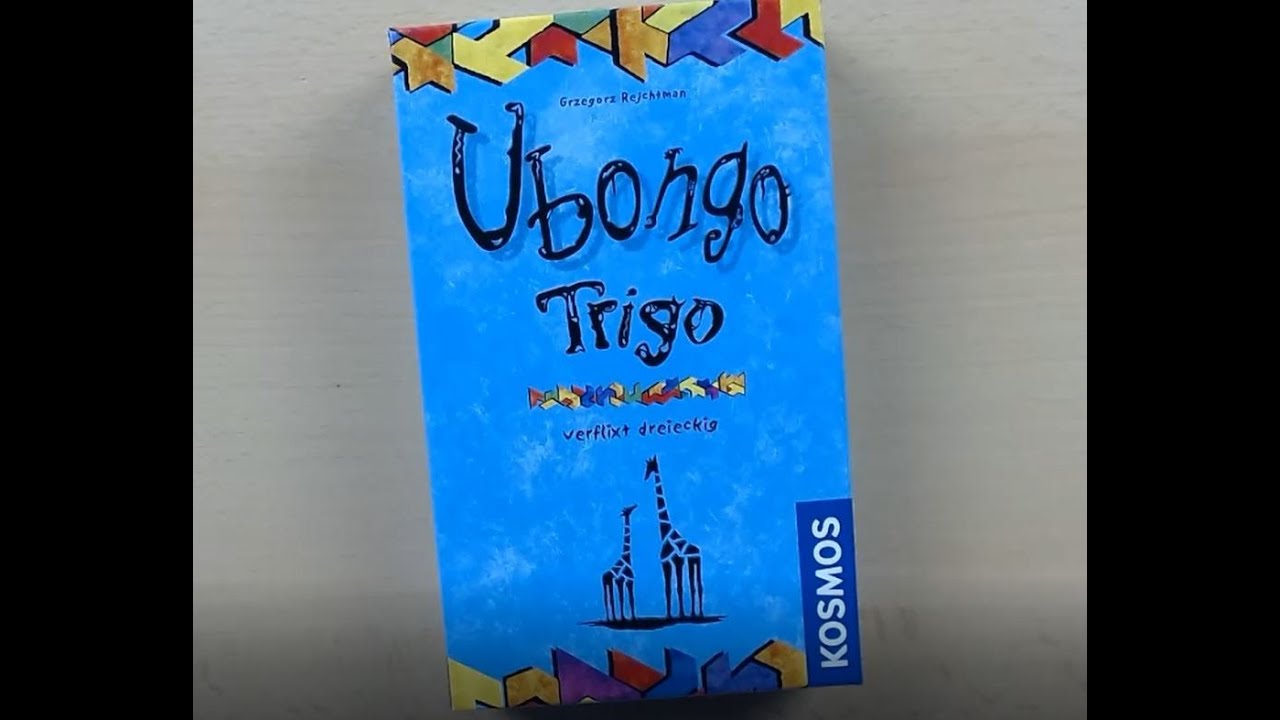 Grzegorz Rejchtman
Ubongo
Trigo
verflixt dreieckig
KOSMOS